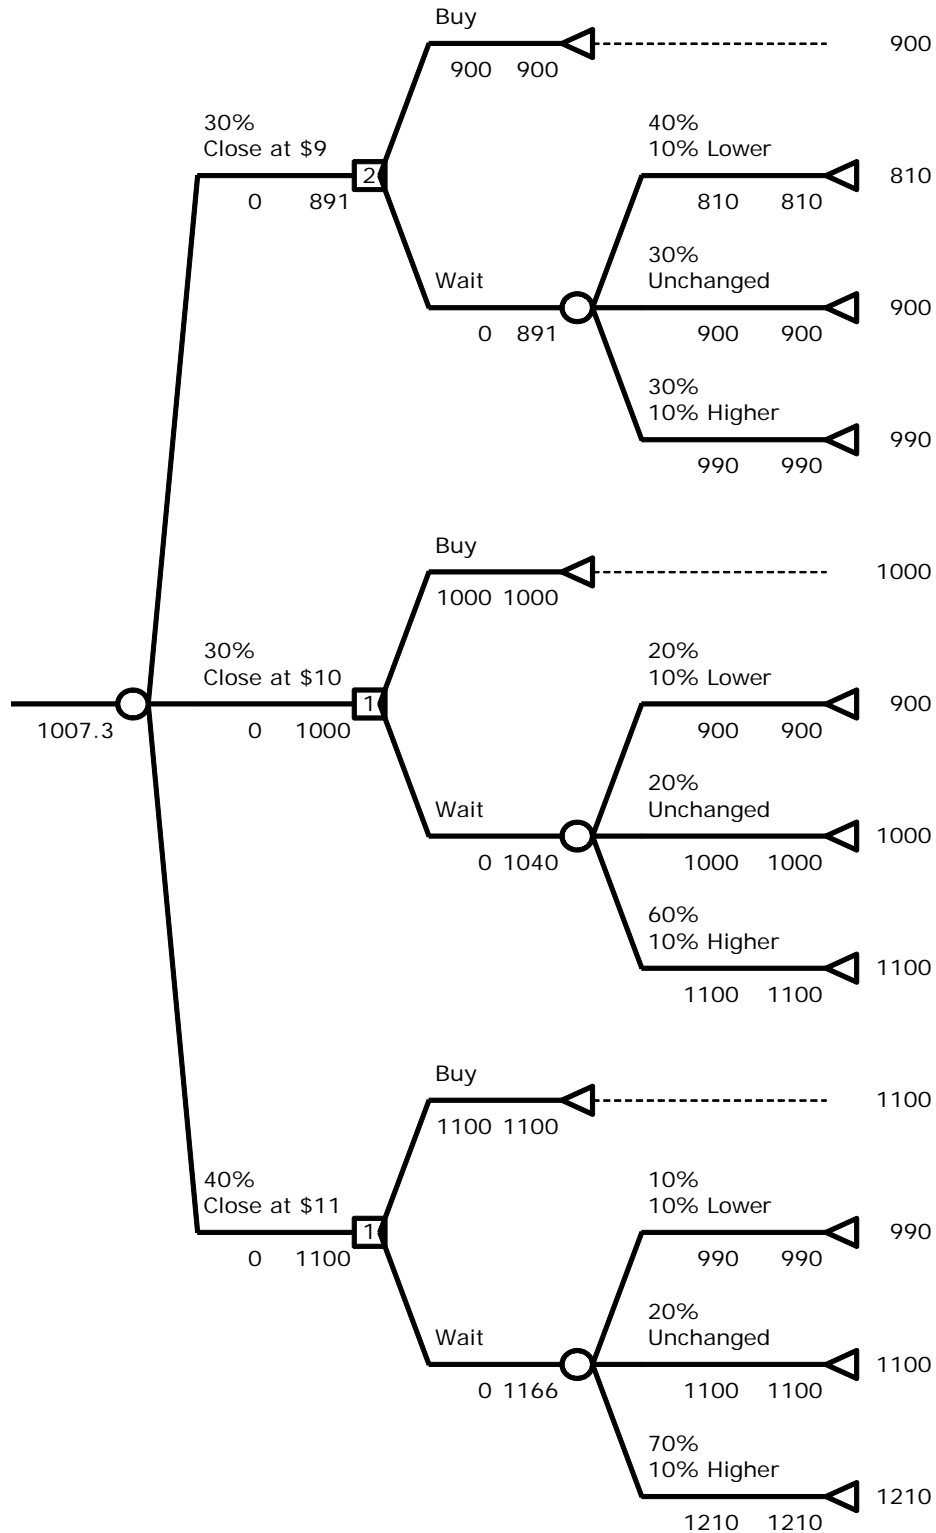 Buy
900 900 900
30%
Close at $9
2
0 891
40%
10% Lower
810 810 810
30%
Unchanged
900 900 900
Wait
0 891
30%
10% Higher
990 990 990
Buy
1000 1000 1000
30%
Close at $10
1
0 1000
1007.3
20%
10% Lower
900 900 900
20%
Unchanged
1000 1000 1000
Wait
0 1040
60%
10% Higher
1100 1100 1100
Buy
1100 1100 1100
40%
Close at $11
1
0 1100
10%
10% Lower
990 990 990
20%
Unchanged
1100 1100 1100
Wait
0 1166
70%
10% Higher
1210 1210 1210